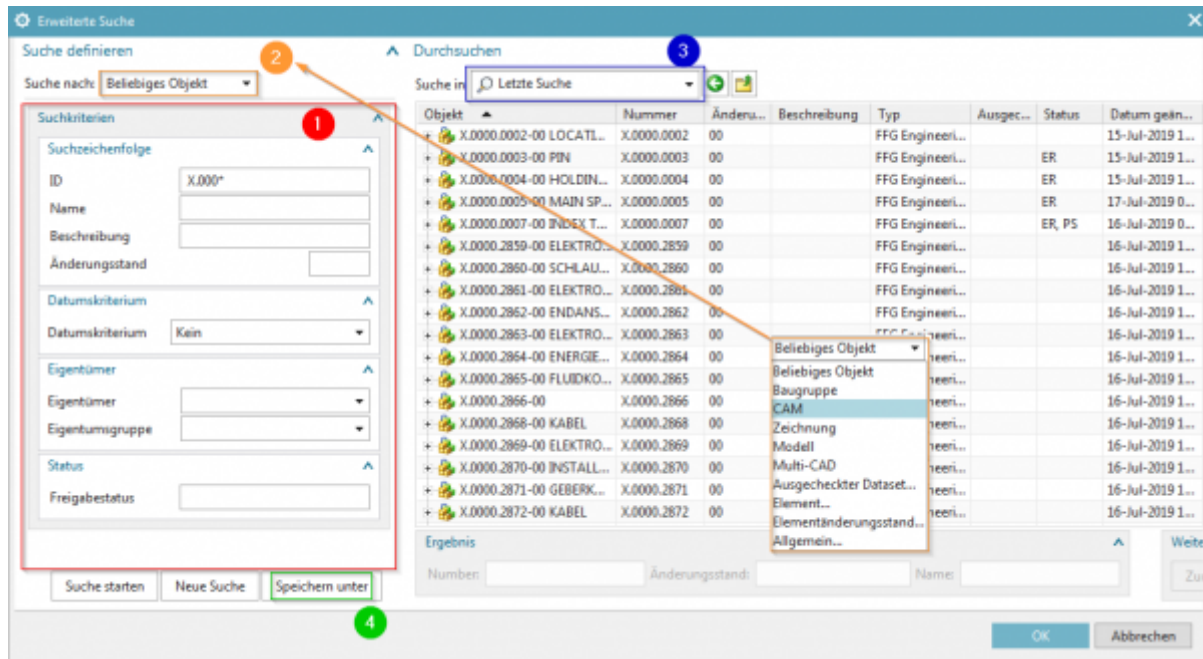 Erweiterte Suche
Suche definieren
2
Suche nach: Beliebiges Objekt
Suchkriterien
1
Suchzeichenfolge
ID X.000*
Name
Beschreibung
Änderungsstand
Datumskriterium
Datumskriterium Kein
Eigentümer
Eigentümer
Eigentumsgruppe
Status
Freigabestatus
Suche starten Neue Suche Speichern unter
4
Durchsuchen
3
Suche in Letzte Suche
Objekt Nummer Änderu... Beschreibung Typ Ausgec... Status Datum geän...
X.0000.0002-00 LOCATI... X.0000.0002 00 FFG Engineeri... 15-Jul-2019 1...
X.0000.0003-00 PIN X.0000.0003 00 FFG Engineeri... ER 15-Jul-2019 1...
X.0000.0004-00 HOLDIN... X.0000.0004 00 FFG Engineeri... ER 15-Jul-2019 1...
X.0000.0005-00 MAIN SP... X.0000.0005 00 FFG Engineeri... ER 17-Jul-2019 0...
X.0000.0007-00 INDEX T... X.0000.0007 00 FFG Engineeri... ER, PS 16-Jul-2019 0...
X.0000.2859-00 ELEKTRO... X.0000.2859 00 FFG Engineeri... 16-Jul-2019 1...
X.0000.2860-00 SCHLAU... X.0000.2860 00 FFG Engineeri... 16-Jul-2019 1...
X.0000.2861-00 ELEKTRO... X.0000.2861 00 FFG Engineeri... 16-Jul-2019 1...
X.0000.2862-00 ENDANS... X.0000.2862 00 FFG Engineeri... 16-Jul-2019 1...
X.0000.2863-00 ELEKTRO... X.0000.2863 00 FFG Engineeri... 16-Jul-2019 1...
X.0000.2864-00 ENERGIE... X.0000.2864 00 neeri... 16-Jul-2019 1...
X.0000.2865-00 FLUIDKO... X.0000.2865 00 neeri... 16-Jul-2019 1...
X.0000.2866-00 X.0000.2866 00 neeri... 16-Jul-2019 1...
X.0000.2868-00 KABEL X.0000.2868 00 neeri... 16-Jul-2019 1...
X.0000.2869-00 ELEKTRO... X.0000.2869 00 neeri... 16-Jul-2019 1...
X.0000.2870-00 INSTALL... X.0000.2870 00 neeri... 16-Jul-2019 1...
X.0000.2871-00 GEBERK... X.0000.2871 00 neeri... 16-Jul-2019 1...
X.0000.2872-00 KABEL X.0000.2872 00 neeri... 16-Jul-2019 1...
Beliebiges Objekt
Beliebiges Objekt
Baugruppe
CAM
Zeichnung
Modell
Multi-CAD
Ausgecheckter Dataset...
Element...
Elementänderungsstand...
Allgemein...
Ergebnis
Number: Änderungsstand: Name:
Weite
Zu
OK Abbrechen